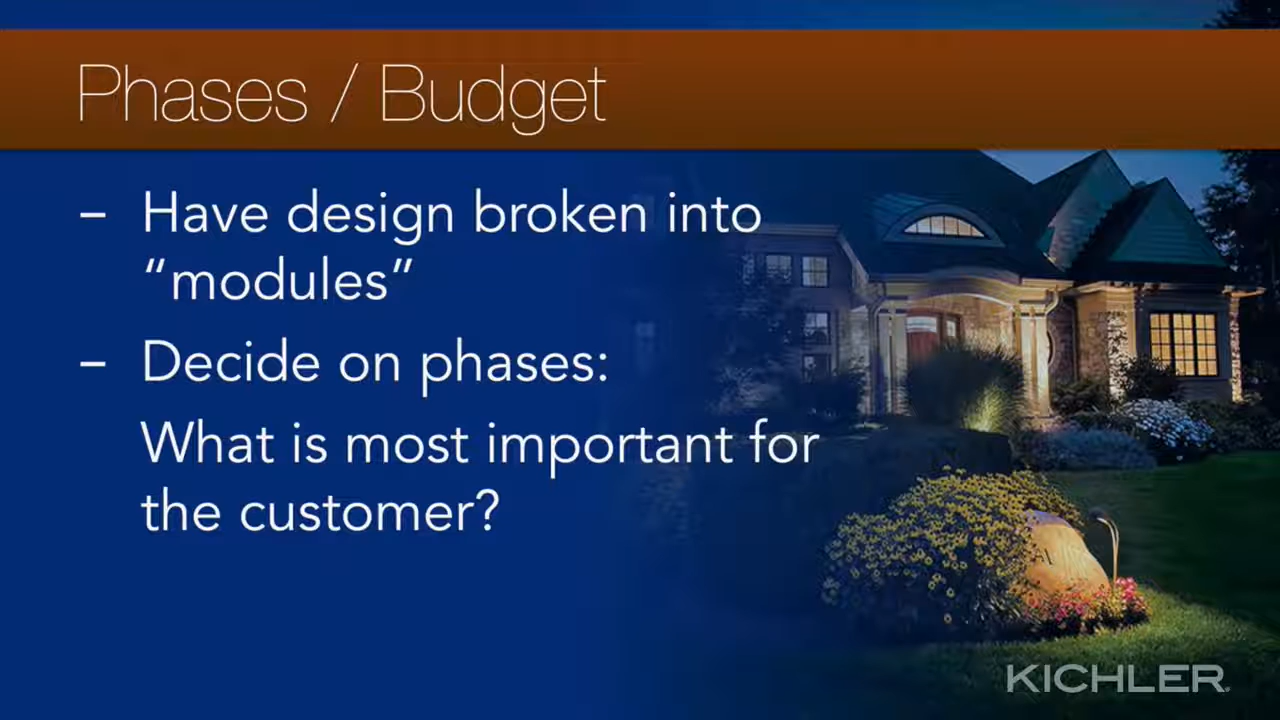 Phases / Budget
– Have design broken into
“modules”
– Decide on phases:
What is most important for
the customer?
KICHLER